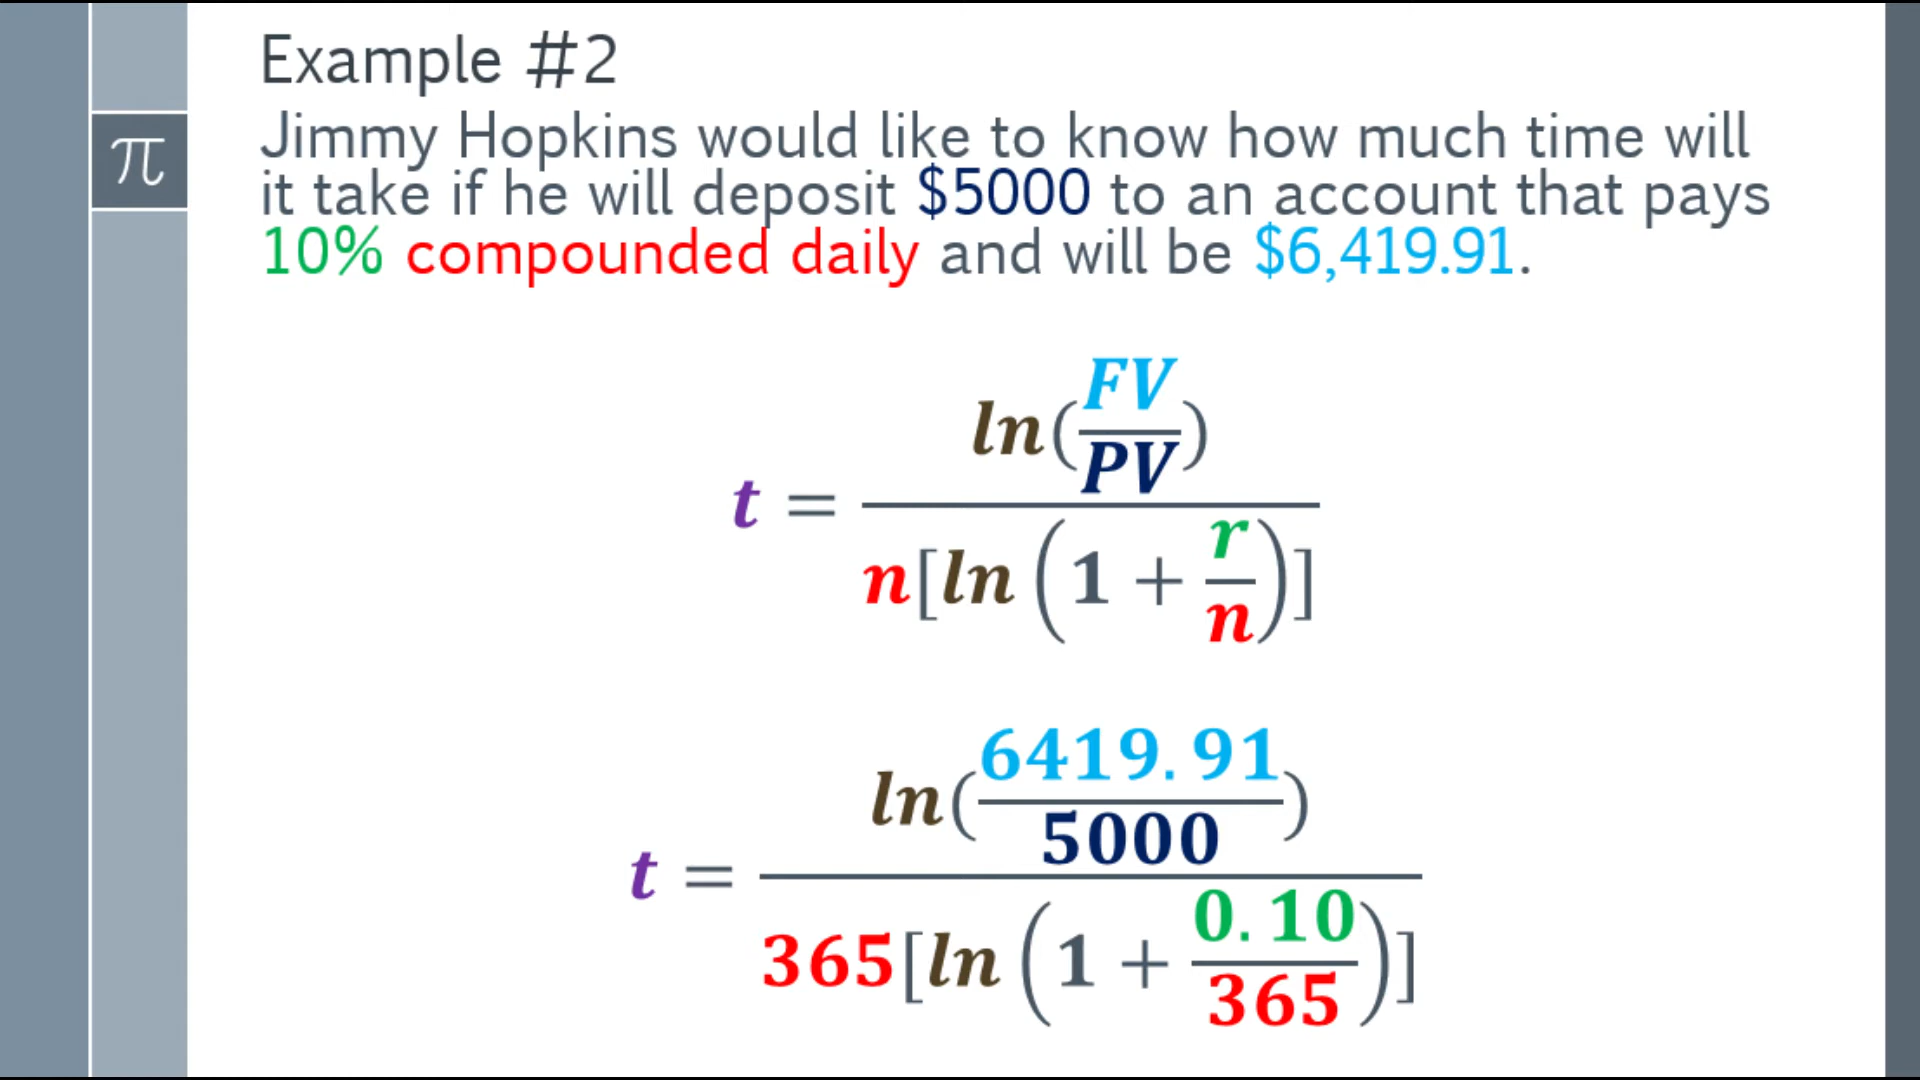 Example #2
Jimmy Hopkins would like to know how much time will
it take if he will deposit $5000 to an account that pays
10% compounded daily and will be $6,419.91.
π
t = ln(FV/PV) / n[ln(1 + r/n)]
t = ln(6419.91/5000) / 365[ln(1 + 0.10/365)]